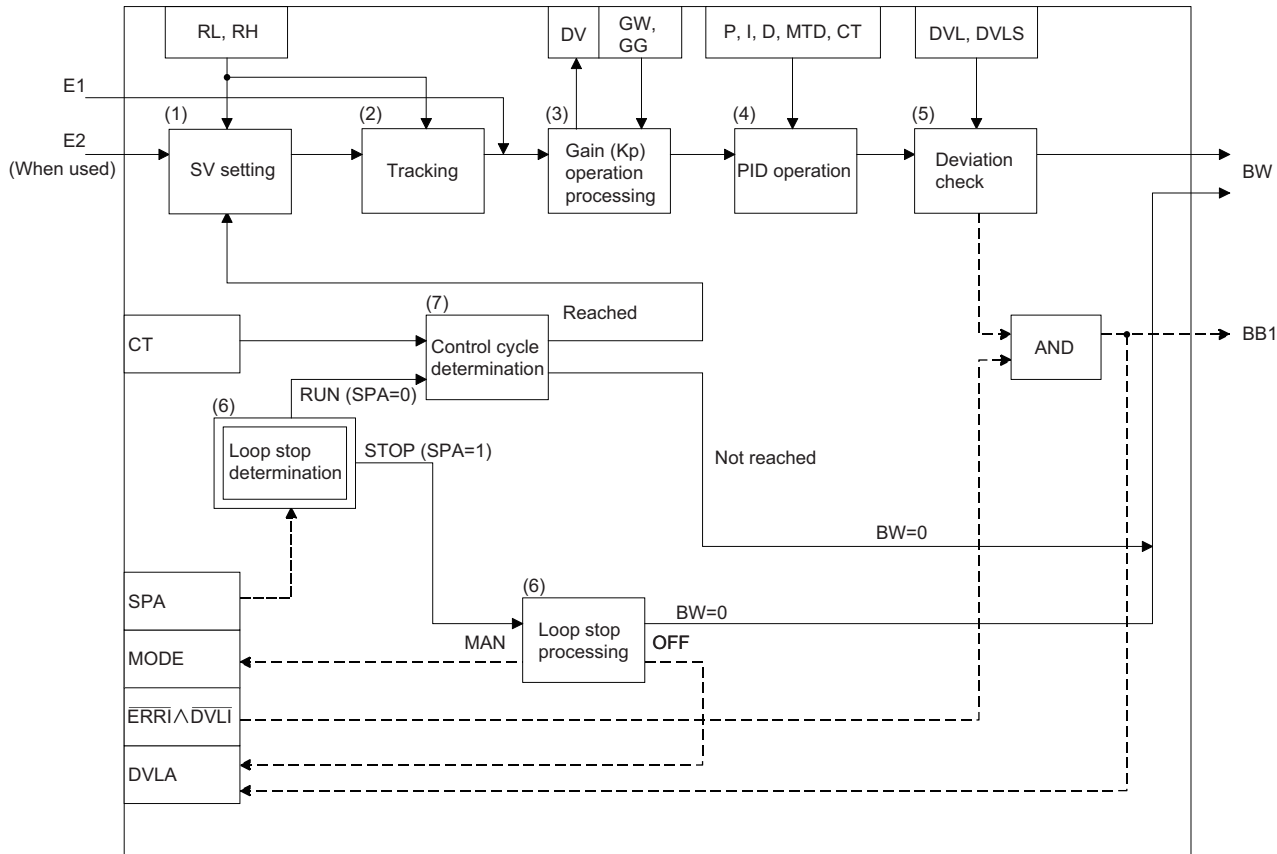 RL, RH
DV
GW,
GG
P, I, D, MTD, CT
DVL, DVLS
E1
(1)
(2)
(3)
(4)
(5)
E2
(When used)
SV setting
Tracking
Gain (Kp)
operation
processing
PID operation
Deviation
check
BW
(7)
Reached
CT
Control cycle
determination
AND
BB1
RUN (SPA=0)
(6)
Loop stop
determination
STOP (SPA=1)
Not reached
BW=0
SPA
(6)
BW=0
MAN
Loop stop
processing
OFF
MODE
E̅R̅R̅I̅∧D̅V̅L̅I̅
DVLA